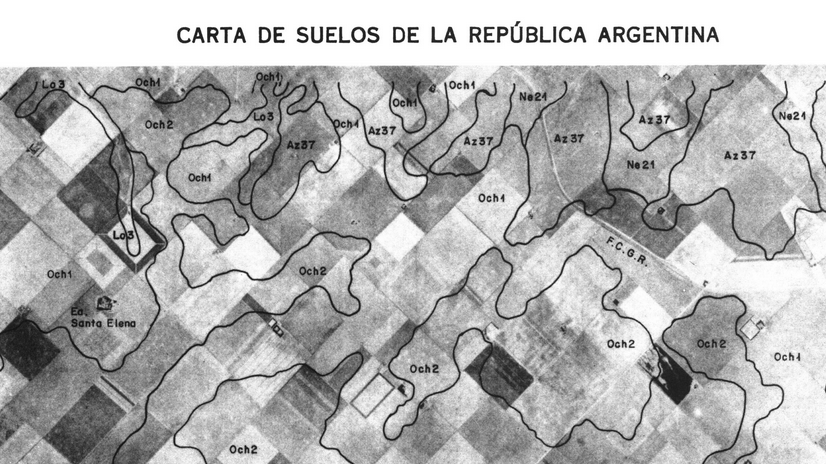 CARTA DE SUELOS DE LA REPÚBLICA ARGENTINA
Lo3
Och1
Och1
Och1
Och1
Ne21
Och2
Lo3
Az37
Och1
Az37
Az37
Az37
Az37
Ne21
Ne21
Az37
Och1
Och1
Lo3
F.C.G.R.
Och1
Och2
Ea.
Santa Elena
Och2
Och2
Och2
Och1
Och2